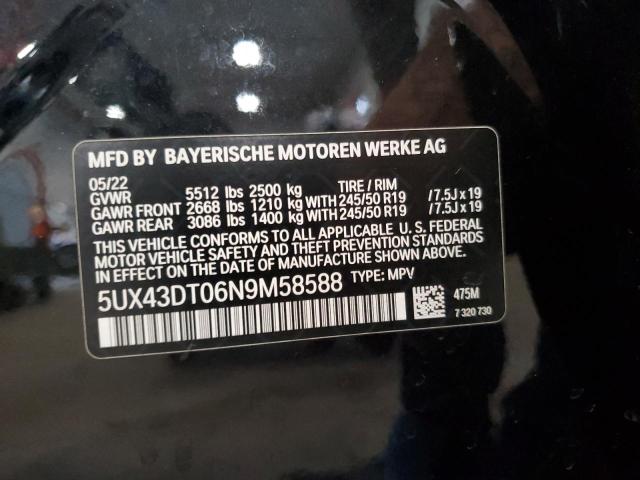 MFD BY BAYERISCHE MOTOREN WERKE AG
05/22
GVWR 5512 lbs 2500 kg TIRE / RIM
GAWR FRONT 2668 lbs 1210 kg WITH 245/50 R19 /7.5J x 19
GAWR REAR 3086 lbs 1400 kg WITH 245/50 R19 /7.5J x 19
THIS VEHICLE CONFORMS TO ALL APPLICABLE U. S. FEDERAL
MOTOR VEHICLE SAFETY AND THEFT PREVENTION STANDARDS
IN EFFECT ON THE DATE OF MANUFACTURE SHOWN ABOVE.
5UX43DT06N9M58588 TYPE: MPV
475M
7 320 730